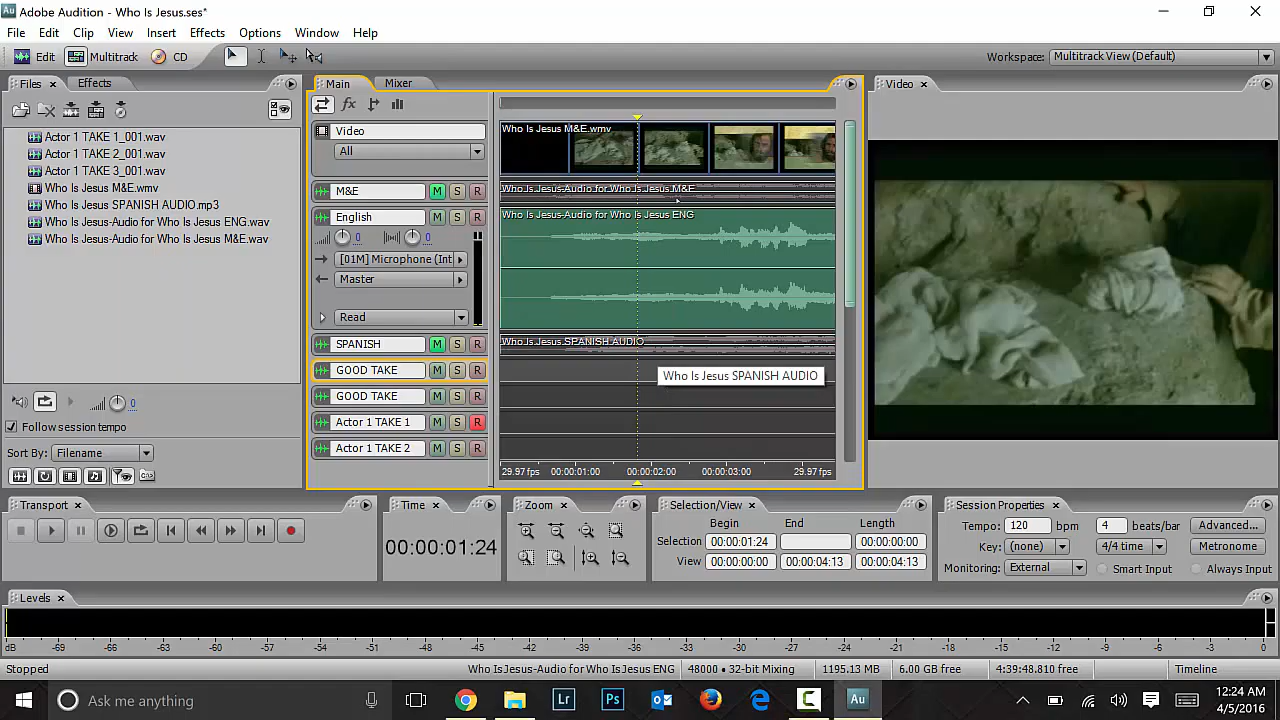 Au Adobe Audition - Who Is Jesus.ses*
File Edit Clip View Insert Effects Options Window Help
Edit Multitrack CD Workspace: Multitrack View (Default)
Files Effects Main Mixer Video
fx
Actor 1 TAKE 1_001.wav
Actor 1 TAKE 2_001.wav
Actor 1 TAKE 3_001.wav
Who Is Jesus M&E.wmv
Who Is Jesus SPANISH AUDIO.mp3
Who Is Jesus-Audio for Who Is Jesus ENG.wav
Who Is Jesus-Audio for Who Is Jesus M&E.wav
0
Follow session tempo
Sort By: Filename
Video Who Is Jesus M&E.wmv
All
M&E M S R Who Is Jesus-Audio for Who Is Jesus M&E
English M S R Who Is Jesus-Audio for Who Is Jesus ENG
0 0
[01M] Microphone (Int
Master
Read
SPANISH M S R Who Is Jesus SPANISH AUDIO
GOOD TAKE M S R
Who Is Jesus SPANISH AUDIO
GOOD TAKE M S R
Actor 1 TAKE 1 M S R
Actor 1 TAKE 2 M S R
29.97 fps 00:00:01:00 00:00:02:00 00:00:03:00 29.97 fps
Transport Time Zoom Selection/View Session Properties
00:00:01:24
Begin End Length
Selection 00:00:01:24 00:00:00:00
View 00:00:00:00 00:00:04:13 00:00:04:13
Tempo: 120 bpm 4 beats/bar Advanced...
Key: (none) 4/4 time Metronome
Monitoring: External Smart Input Always Input
Levels
dB -69 -66 -63 -60 -57 -54 -51 -48 -45 -42 -39 -36 -33 -30 -27 -24 -21 -18 -15 -12 -9 -6 -3 0
Stopped Who Is Jesus-Audio for Who Is Jesus ENG 48000 • 32-bit Mixing 1195.13 MB 6.00 GB free 4:39:48.810 free Timeline
Ask me anything Lr Ps Au 12:24 AM
4/5/2016